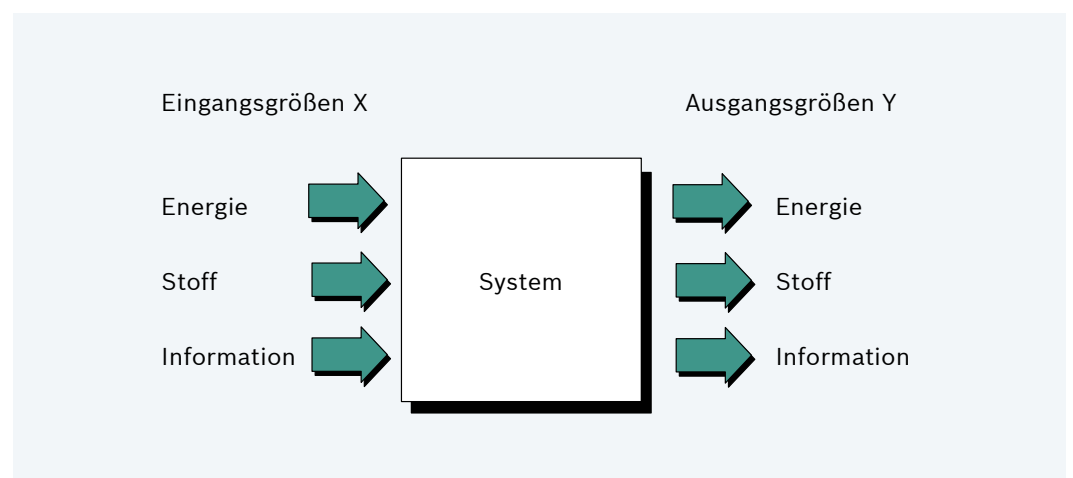 Eingangsgrößen X
Ausgangsgrößen Y
Energie
Energie
Stoff
System
Stoff
Information
Information